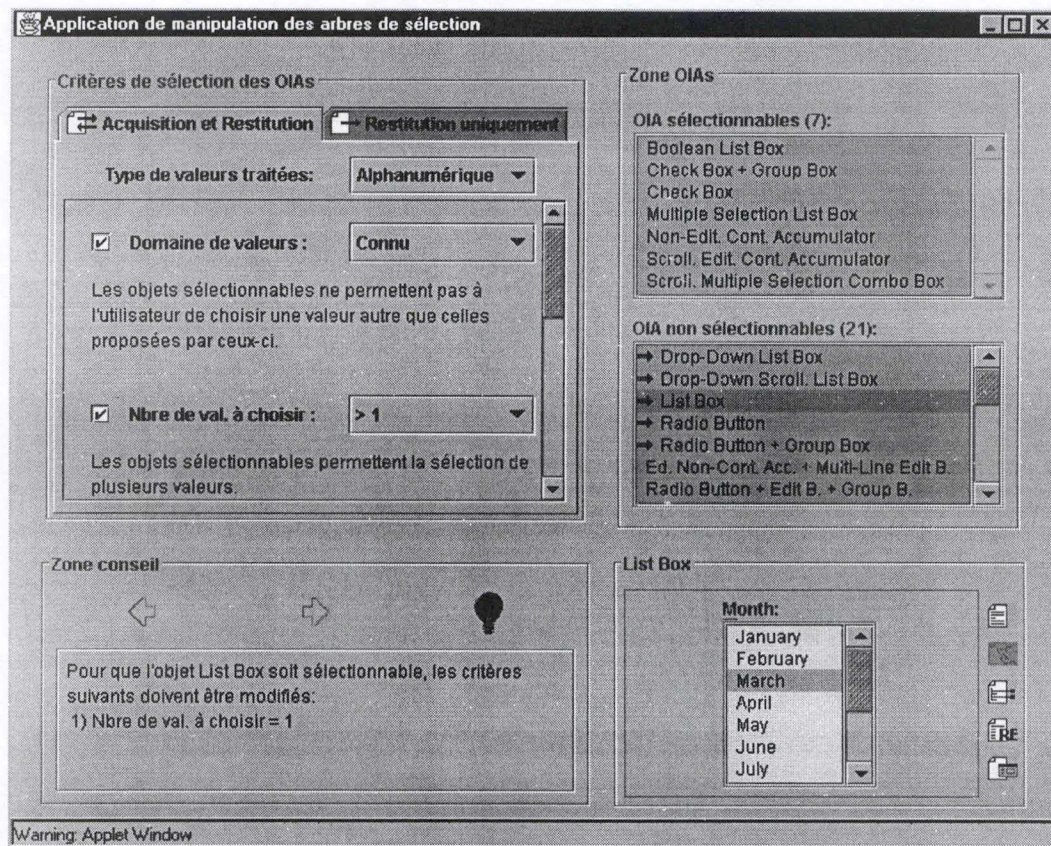 Application de manipulation des arbres de sélection
Critères de sélection des OIAs
Acquisition et Restitution
Restitution uniquement
Type de valeurs traitées:
Alphanumérique
Domaine de valeurs :
Connu
Les objets sélectionnables ne permettent pas à
l'utilisateur de choisir une valeur autre que celles
proposées par ceux-ci.
Nbre de val. à choisir :
> 1
Les objets sélectionnables permettent la sélection de
plusieurs valeurs.
Zone OIAs
OIA sélectionnables (7):
Boolean List Box
Check Box + Group Box
Check Box
Multiple Selection List Box
Non-Edit. Cont. Accumulator
Scroll. Edit. Cont. Accumulator
Scroll. Multiple Selection Combo Box
OIA non sélectionnables (21):
Drop-Down List Box
Drop-Down Scroll. List Box
List Box
Radio Button
Radio Button + Group Box
Ed. Non-Cont. Acc. + Multi-Line Edit B.
Radio Button + Edit B. + Group B.
Zone conseil
Pour que l'objet List Box soit sélectionnable, les critères
suivants doivent être modifiés:
1) Nbre de val. à choisir = 1
List Box
Month:
January
February
March
April
May
June
July
RE
Warning: Applet Window